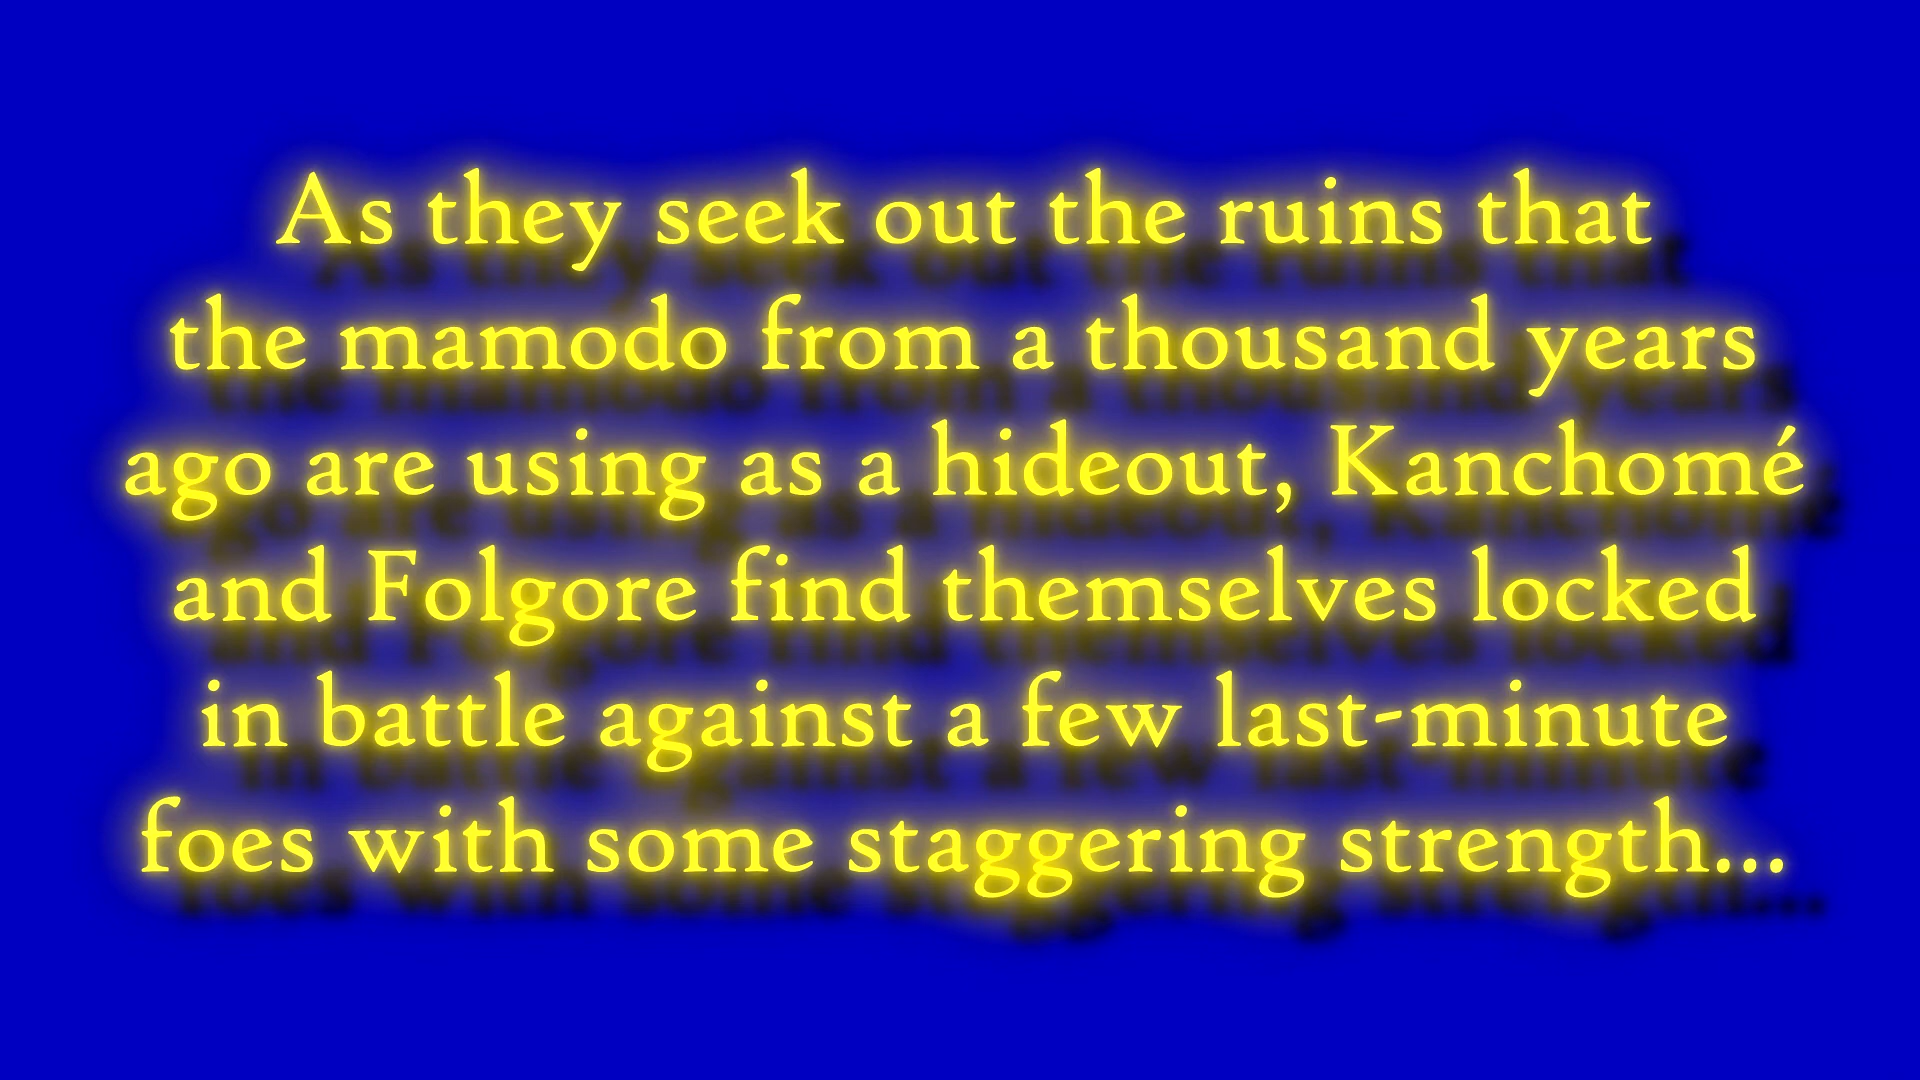 As they seek out the ruins that
the mamodo from a thousand years
ago are using as a hideout, Kanchomé
and Folgore find themselves locked
in battle against a few last-minute
foes with some staggering strength...